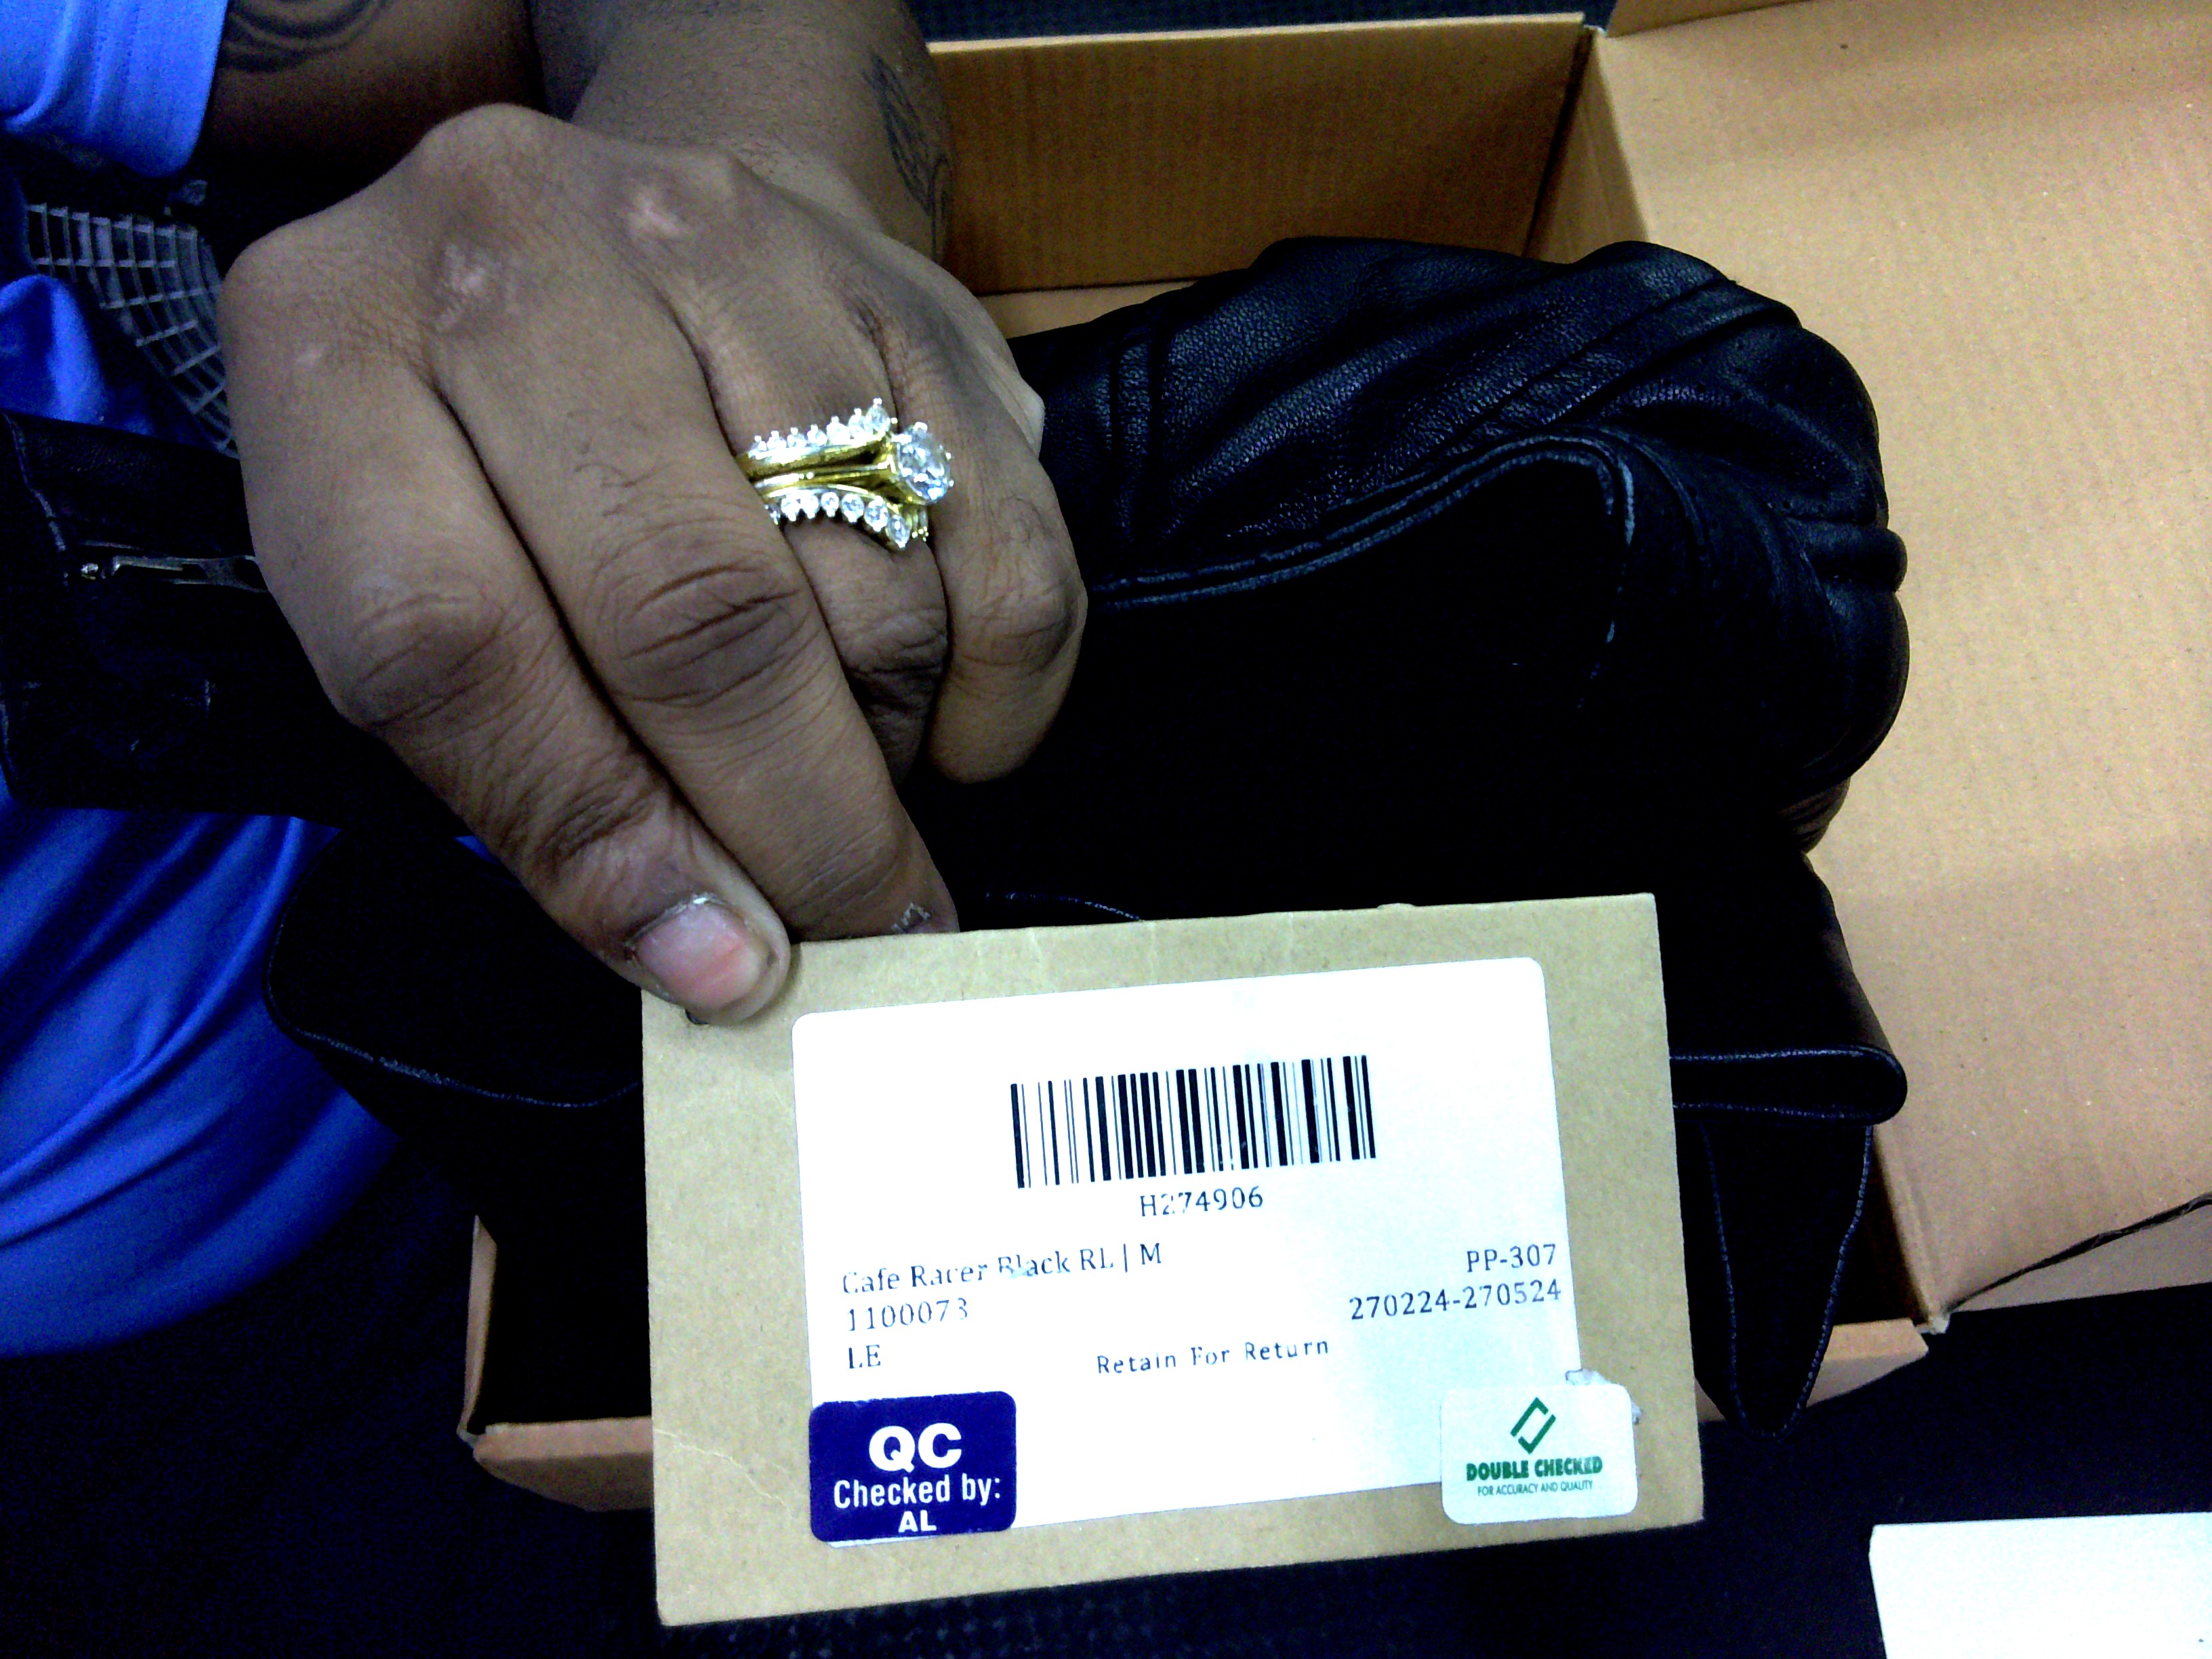 H274906
Cafe Racer Black RL | M
PP-307
1100073
270224-270524
LE
Retain For Return
QC
Checked by:
AL
DOUBLE CHECKED
FOR ACCURACY AND QUALITY